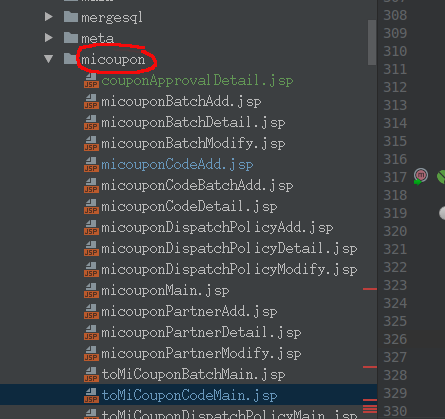 mergesql
meta
micoupon
couponApprovalDetail.jsp
micouponBatchAdd.jsp
micouponBatchDetail.jsp
micouponBatchModify.jsp
micouponCodeAdd.jsp
micouponCodeBatchAdd.jsp
micouponCodeDetail.jsp
micouponDispatchPolicyAdd.jsp
micouponDispatchPolicyDetail.jsp
micouponDispatchPolicyModify.jsp
micouponMain.jsp
micouponPartnerAdd.jsp
micouponPartnerDetail.jsp
micouponPartnerModify.jsp
toMiCouponBatchMain.jsp
toMiCouponCodeMain.jsp
toMiCouponDispatchPolicyMain.jsp
308
309
310
311
312
313
314
315
316
317
318
319
320
321
322
323
324
325
326
327
328
329
330